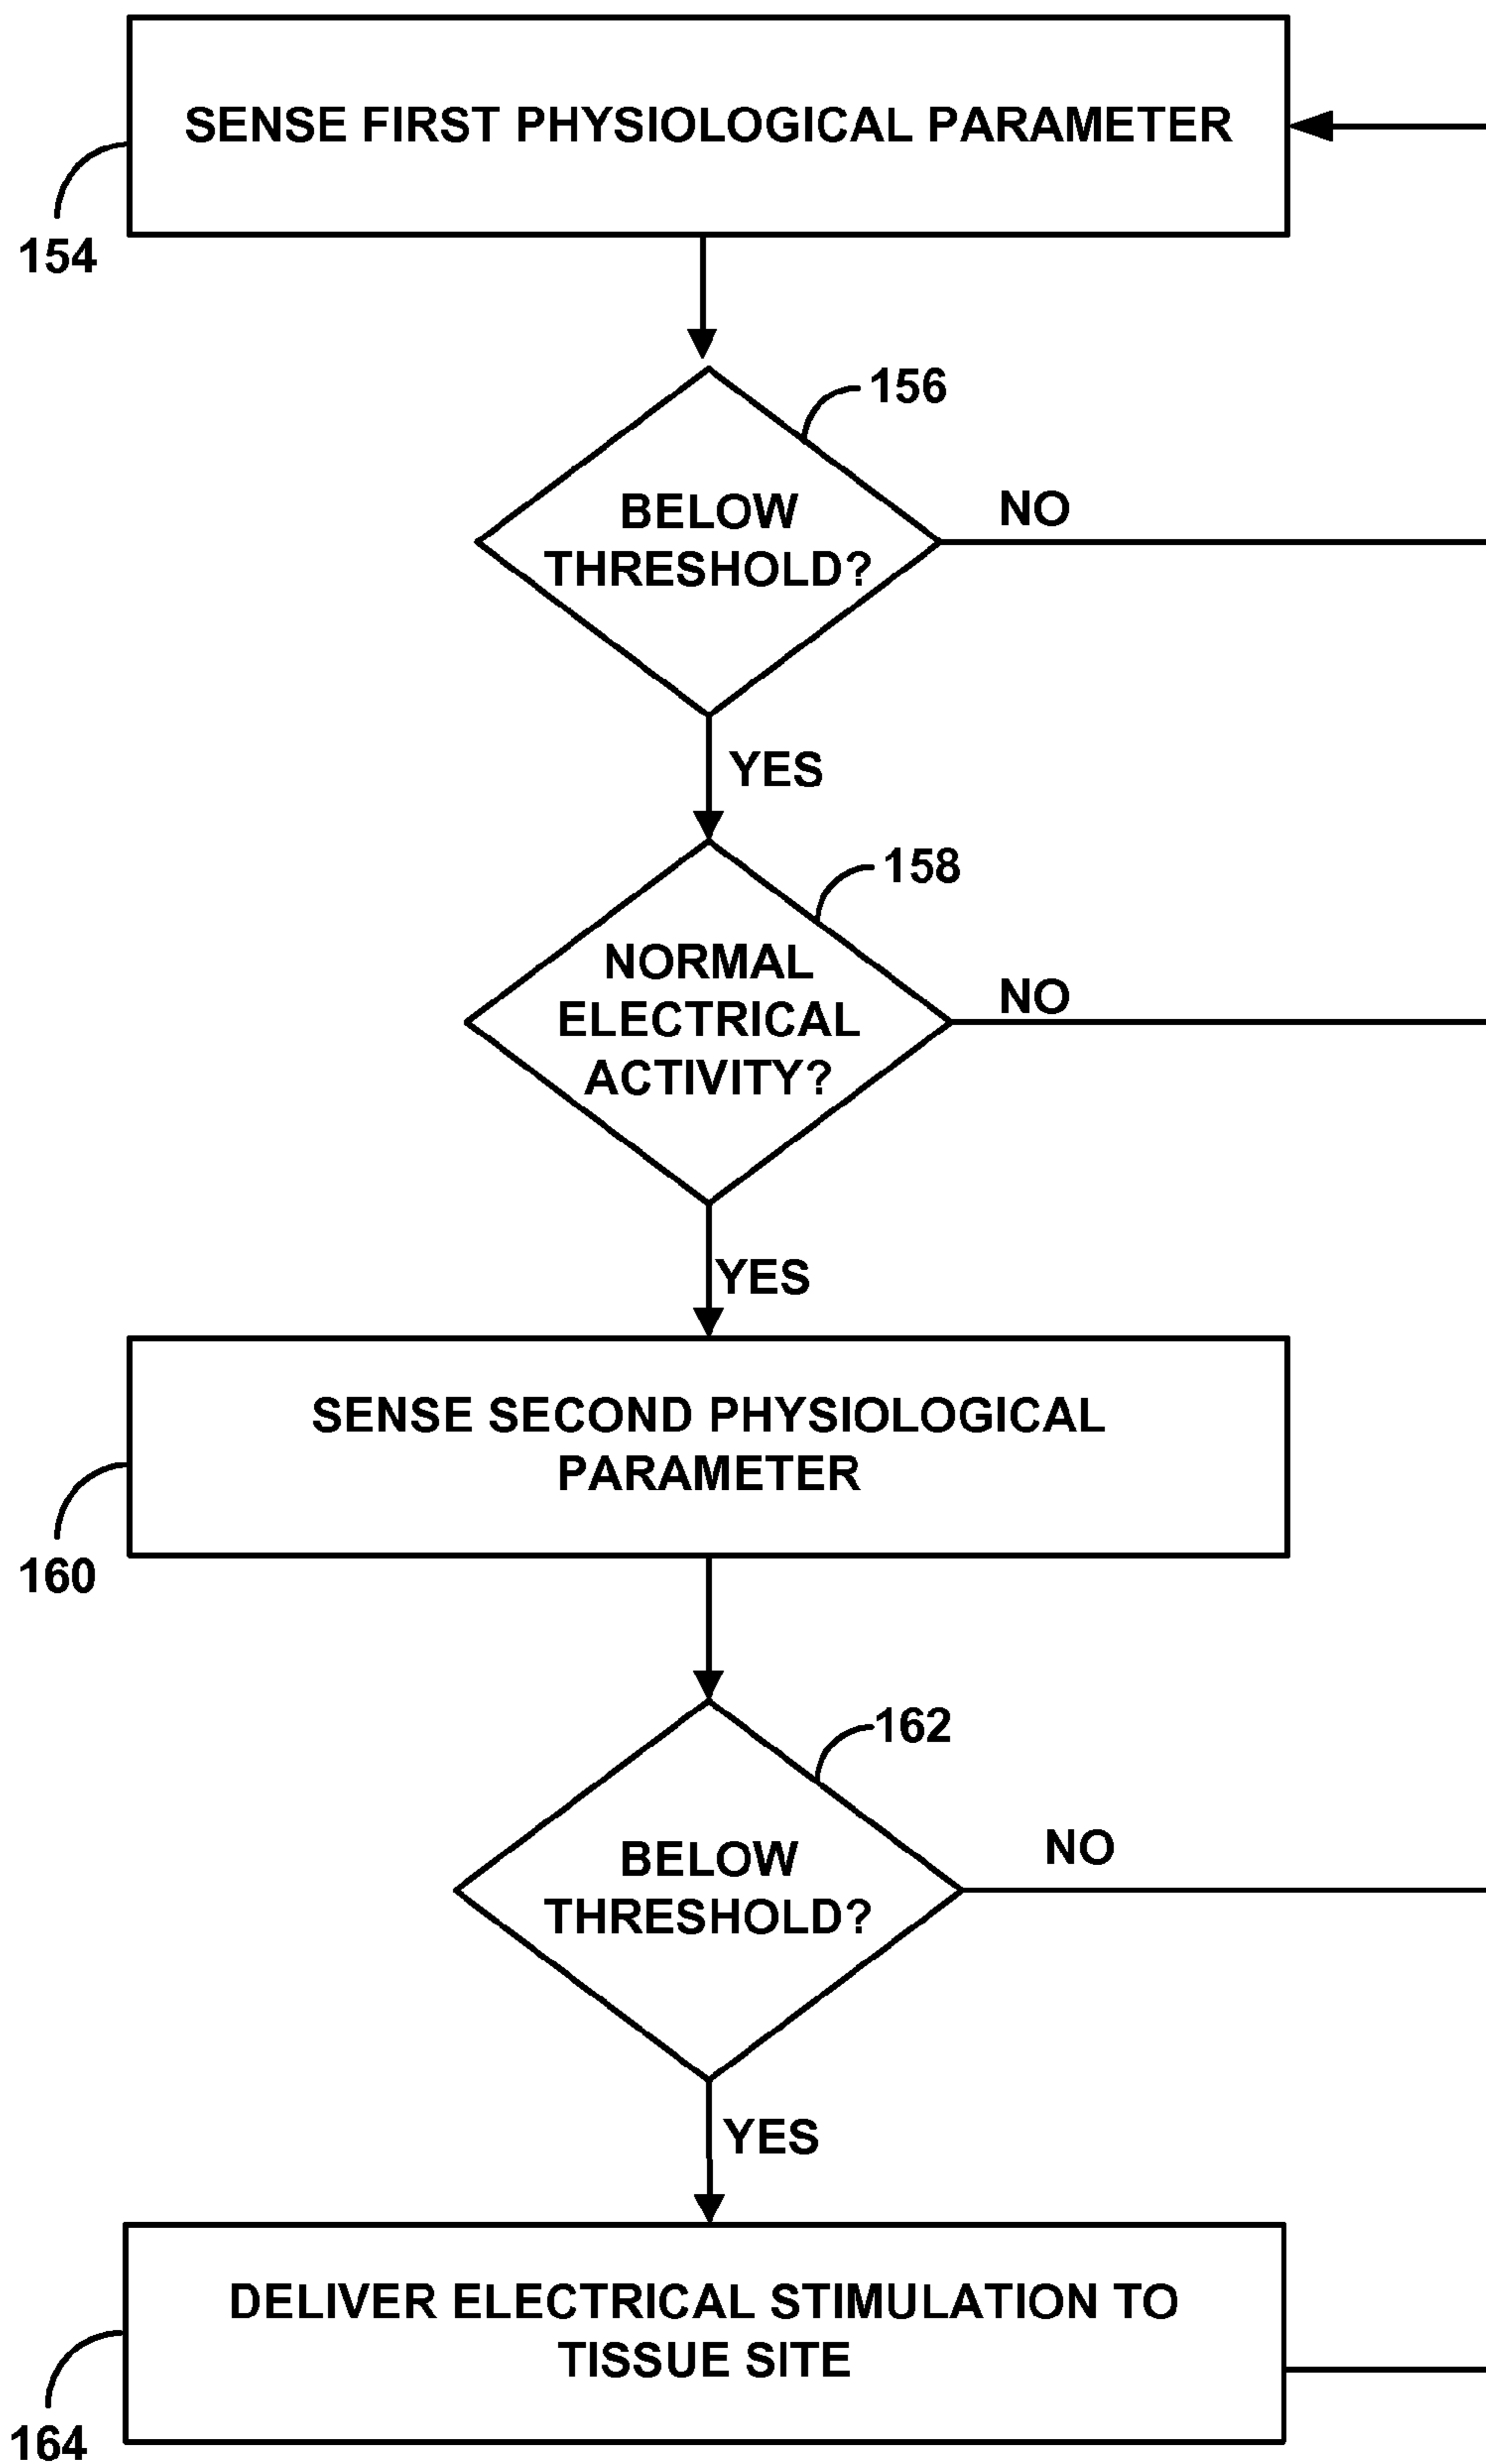 SENSE FIRST PHYSIOLOGICAL PARAMETER
154
156
BELOW
THRESHOLD?
NO
YES
158
NORMAL
ELECTRICAL
ACTIVITY?
NO
YES
SENSE SECOND PHYSIOLOGICAL
PARAMETER
160
162
BELOW
THRESHOLD?
NO
YES
DELIVER ELECTRICAL STIMULATION TO
TISSUE SITE
164